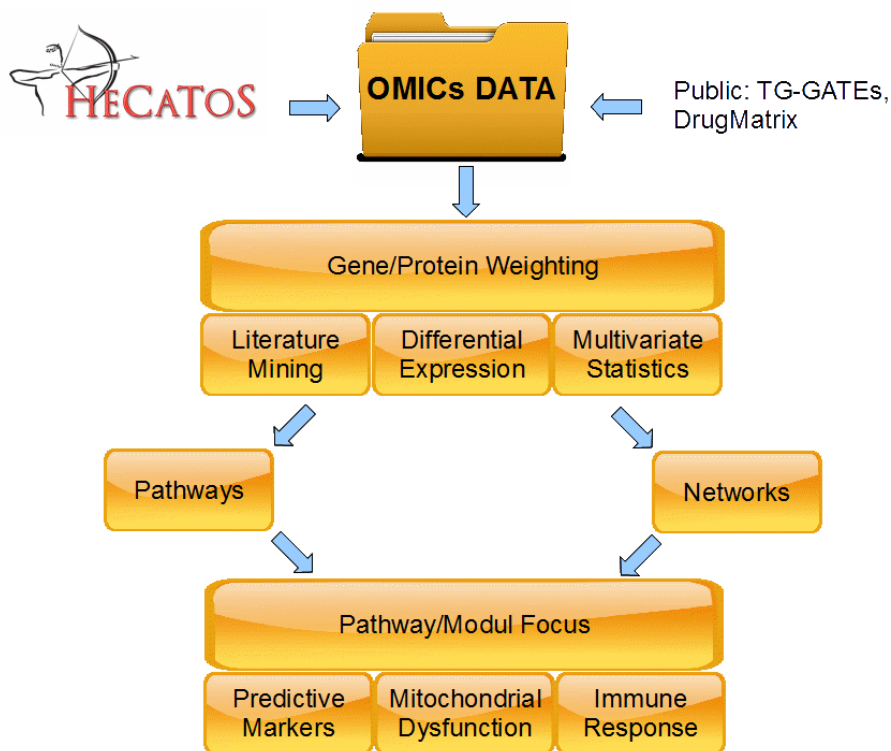 HECATOS
OMICs DATA
Public: TG-GATEs,
DrugMatrix
Gene/Protein Weighting
Literature
Mining
Differential
Expression
Multivariate
Statistics
Pathways
Networks
Pathway/Modul Focus
Predictive
Markers
Mitochondrial
Dysfunction
Immune
Response